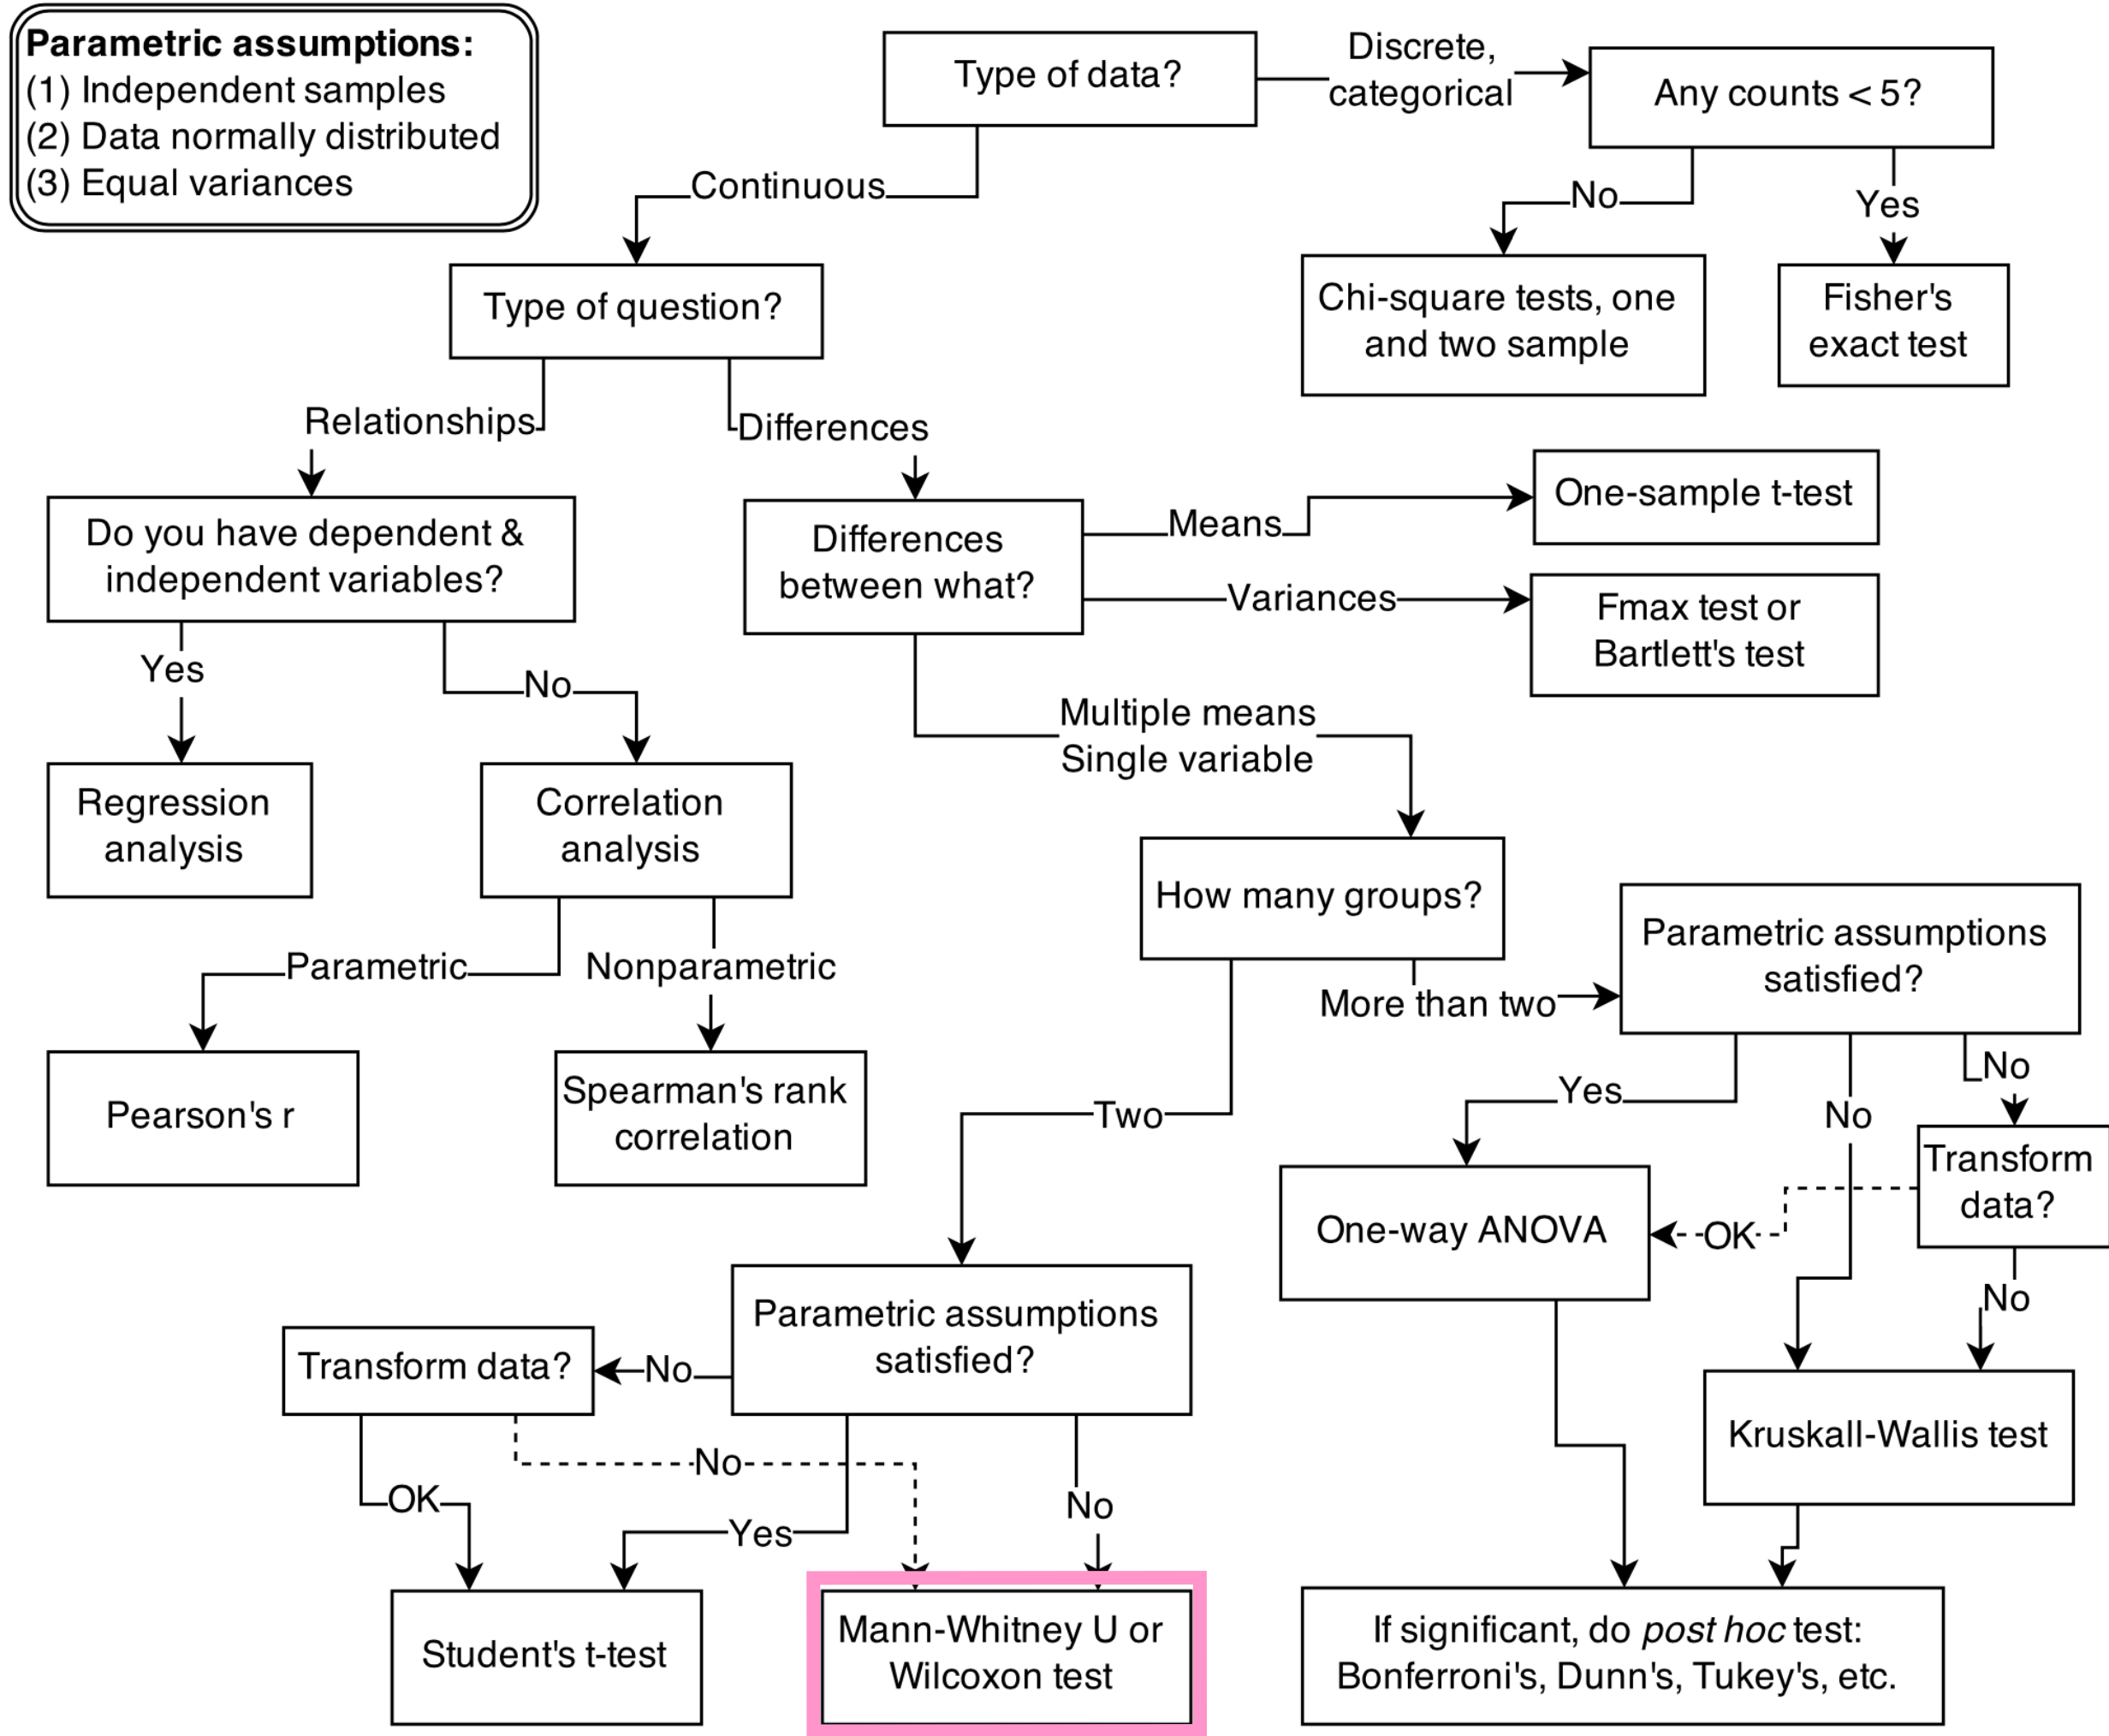 Parametric assumptions:
(1) Independent samples
(2) Data normally distributed
(3) Equal variances
Type of data?
Discrete,
categorical
Any counts < 5?
Continuous
No
Yes
Type of question?
Chi-square tests, one
and two sample
Fisher's
exact test
Relationships
Differences
Do you have dependent &
independent variables?
Differences
between what?
Means
One-sample t-test
Variances
Fmax test or
Bartlett's test
Yes
No
Multiple means
Single variable
Regression
analysis
Correlation
analysis
How many groups?
Parametric assumptions
satisfied?
Parametric
Nonparametric
More than two
Pearson's r
Spearman's rank
correlation
Two
Yes
No
No
Transform
data?
One-way ANOVA
OK
No
Parametric assumptions
satisfied?
Transform data?
No
Kruskall-Wallis test
No
OK
Yes
No
Student's t-test
Mann-Whitney U or
Wilcoxon test
If significant, do post hoc test:
Bonferroni's, Dunn's, Tukey's, etc.